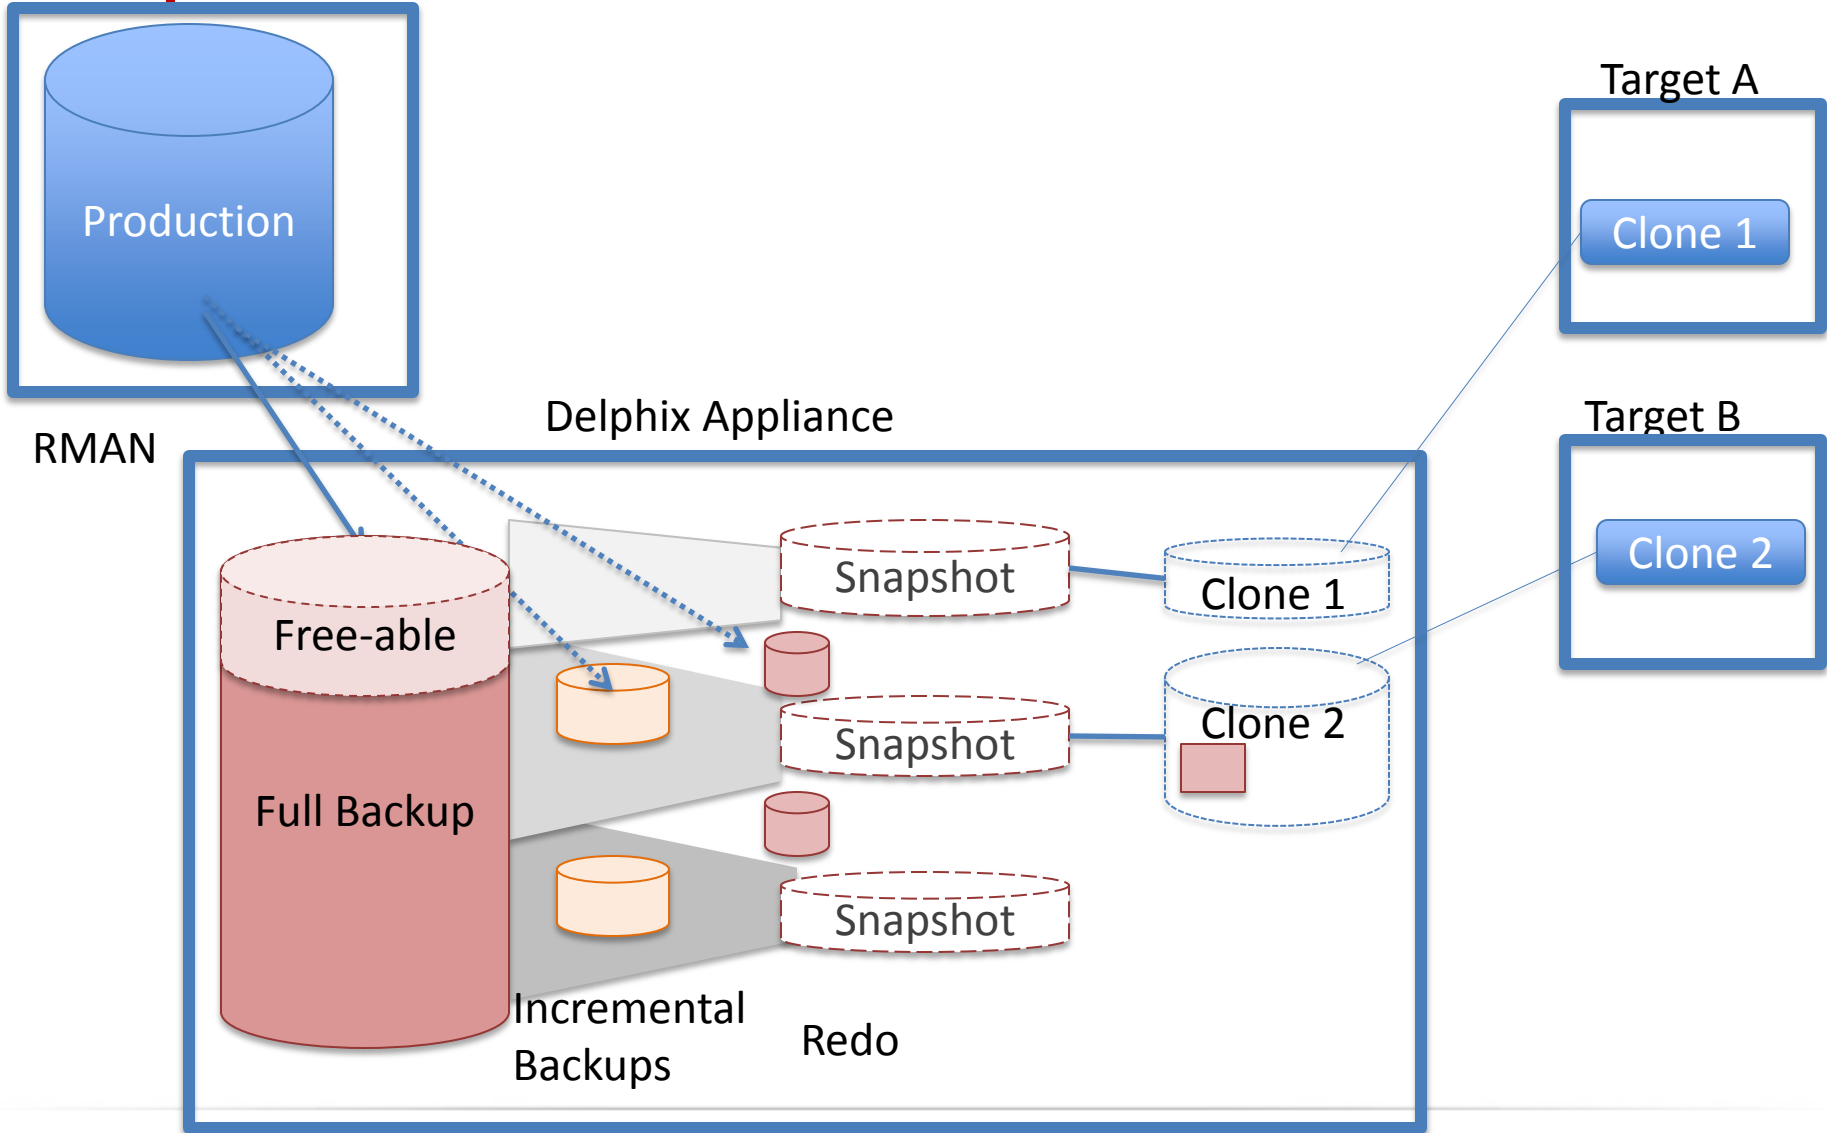 Production
RMAN
Delphix Appliance
Target A
Clone 1
Target B
Clone 2
Free-able
Full Backup
Snapshot
Clone 1
Snapshot
Clone 2
Snapshot
Incremental
Backups
Redo